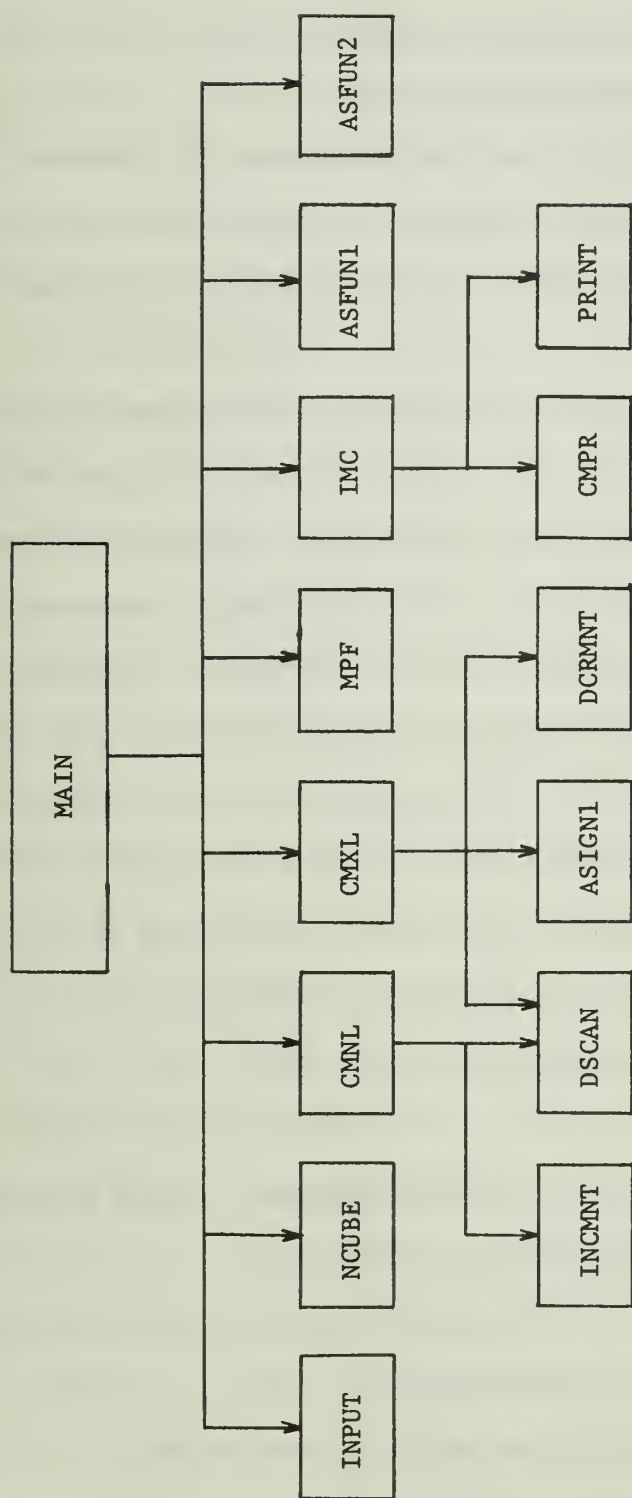 MAIN
INPUT
NCUBE
CMNL
CMXL
MPF
IMC
ASFUN1
ASFUN2
INCMNT
DSCAN
ASIGN1
DCRMNT
CMPR
PRINT